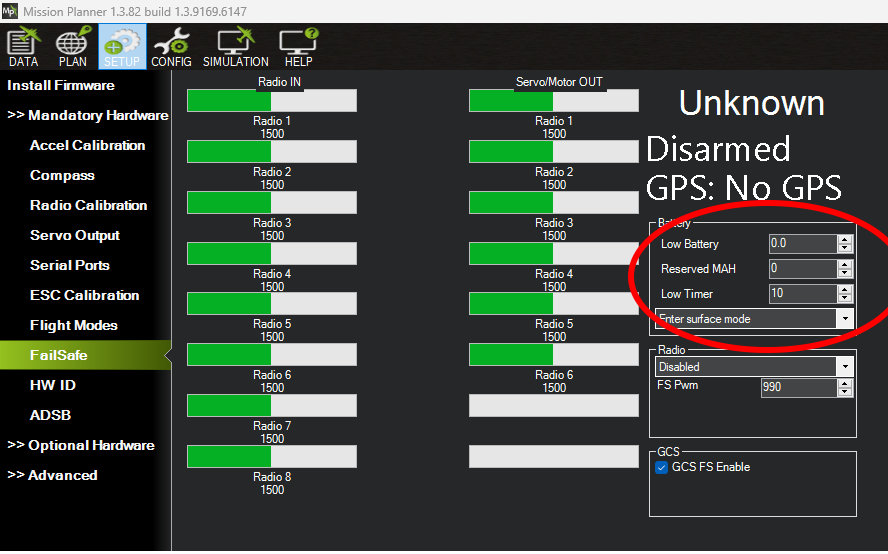 Mission Planner 1.3.82 build 1.3.9169.6147
DATA PLAN SETUP CONFIG SIMULATION HELP
Install Firmware
>> Mandatory Hardware
Accel Calibration
Compass
Radio Calibration
Servo Output
Serial Ports
ESC Calibration
Flight Modes
FailSafe
HW ID
ADSB
>> Optional Hardware
>> Advanced
Radio IN
Radio 1
1500
Radio 2
1500
Radio 3
1500
Radio 4
1500
Radio 5
1500
Radio 6
1500
Radio 7
1500
Radio 8
1500
Servo/Motor OUT
Radio 1
1500
Radio 2
1500
Radio 3
1500
Radio 4
1500
Radio 5
1500
Radio 6
1500
Unknown
Disarmed
GPS: No GPS
Battery
Low Battery 0.0
Reserved MAH 0
Low Timer 10
Enter surface mode
Radio
Disabled
FS Pwm 990
GCS
GCS FS Enable